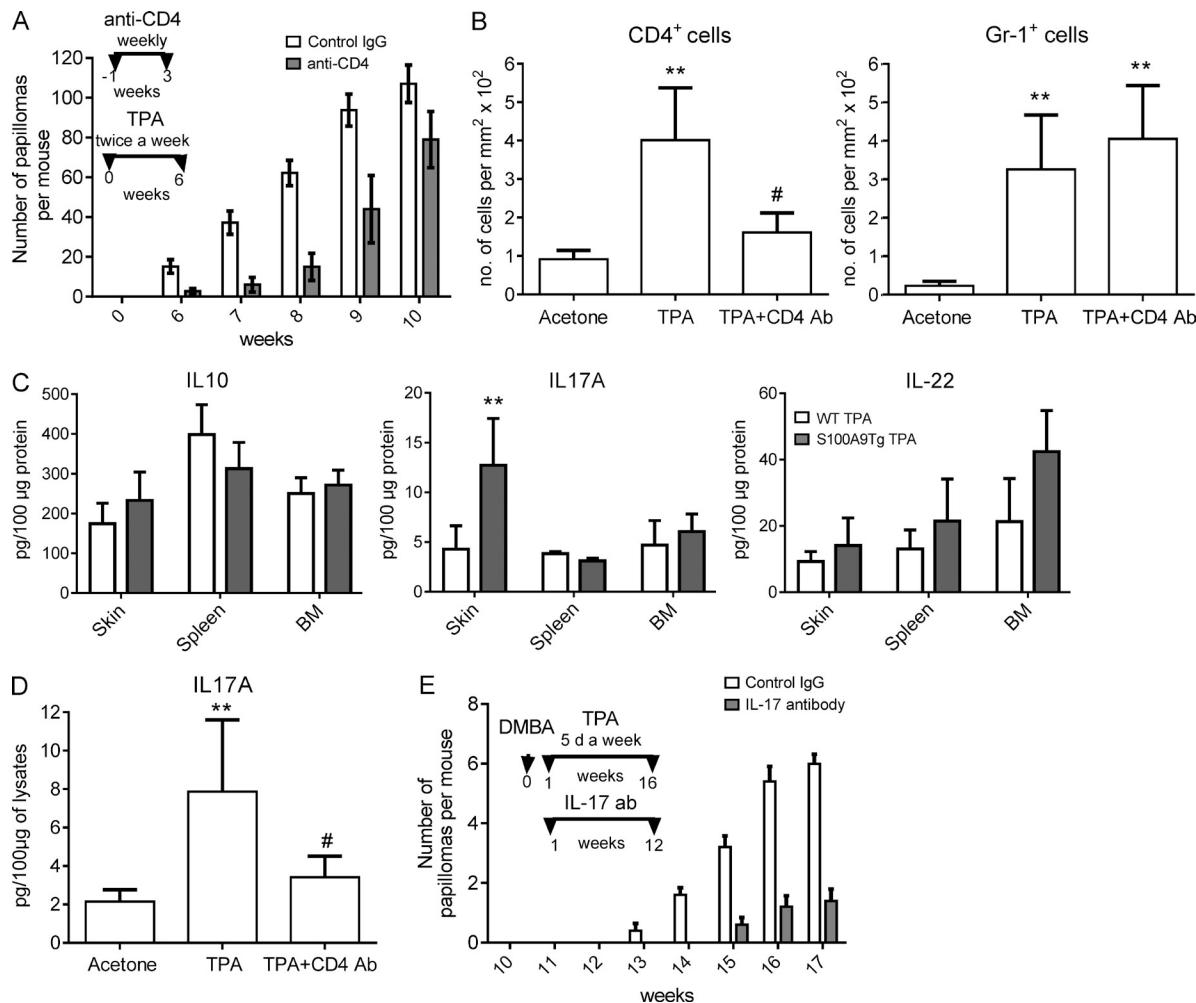 A
anti-CD4
weekly
-1 3
weeks
TPA
twice a week
0 6
weeks
Control IgG
anti-CD4
Number of papillomas
per mouse
120
100
80
60
40
20
0
0 6 7 8 9 10
weeks
B
CD4+ cells
no. of cells per mm² x 10²
6
5
4
3
2
1
0
**
#
Acetone TPA TPA+CD4 Ab
Gr-1+ cells
no. of cells per mm² x 10²
6
5
4
3
2
1
0
**
**
Acetone TPA TPA+CD4 Ab
C
IL10
pg/100 µg protein
500
400
300
200
100
0
Skin Spleen BM
IL17A
pg/100 µg protein
20
15
10
5
0
**
Skin Spleen BM
IL-22
WT TPA
S100A9Tg TPA
pg/100 µg protein
60
40
20
0
Skin Spleen BM
D
IL17A
pg/100µg of lysates
12
10
8
6
4
2
0
**
#
Acetone TPA TPA+CD4 Ab
E
Control IgG
IL-17 antibody
DMBA
TPA
5 d a week
0 1 weeks 16
IL-17 ab
1 weeks 12
Number of
papillomas per mouse
8
6
4
2
0
10 11 12 13 14 15 16 17
weeks